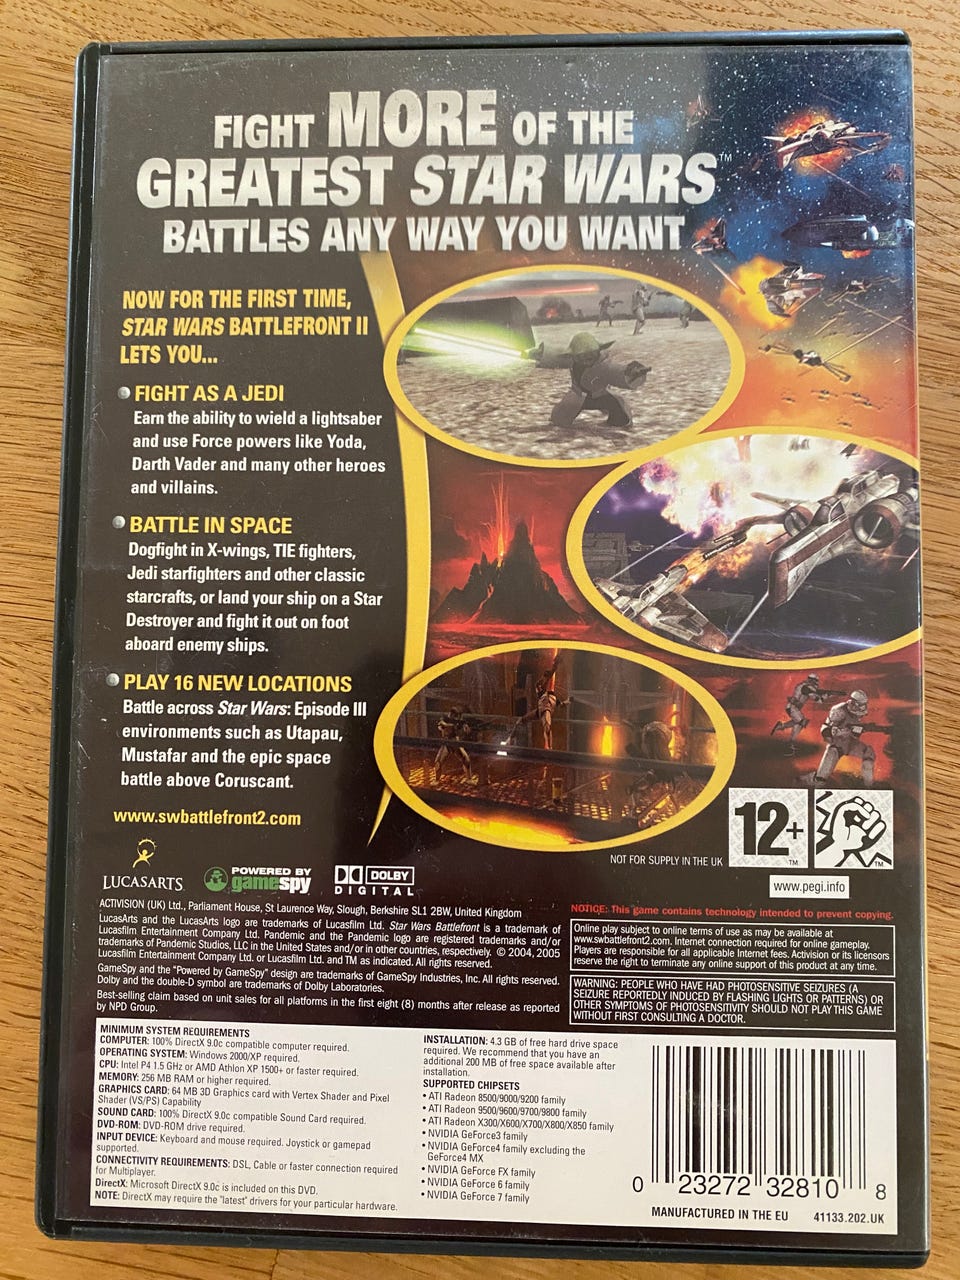 FIGHT MORE OF THE
GREATEST STAR WARS™
BATTLES ANY WAY YOU WANT
NOW FOR THE FIRST TIME,
STAR WARS BATTLEFRONT II
LETS YOU...
FIGHT AS A JEDI
Earn the ability to wield a lightsaber
and use Force powers like Yoda,
Darth Vader and many other heroes
and villains.
BATTLE IN SPACE
Dogfight in X-wings, TIE fighters,
Jedi starfighters and other classic
starcrafts, or land your ship on a Star
Destroyer and fight it out on foot
aboard enemy ships.
PLAY 16 NEW LOCATIONS
Battle across Star Wars: Episode III
environments such as Utapau,
Mustafar and the epic space
battle above Coruscant.
www.swbattlefront2.com
12+
™
™
NOT FOR SUPPLY IN THE UK
www.pegi.info
LUCASARTS.
POWERED BY
gamespy
DOLBY
DIGITAL
ACTIVISION (UK) Ltd., Parliament House, St Laurence Way, Slough, Berkshire SL1 2BW, United Kingdom
LucasArts and the LucasArts logo are trademarks of Lucasfilm Ltd. Star Wars Battlefront is a trademark of
Lucasfilm Entertainment Company Ltd. Pandemic and the Pandemic logo are registered trademarks and/or
trademarks of Pandemic Studios, LLC in the United States and/or in other countries, respectively. © 2004, 2005
Lucasfilm Entertainment Company Ltd. or Lucasfilm Ltd. and TM as indicated. All rights reserved.
GameSpy and the "Powered by GameSpy" design are trademarks of GameSpy Industries, Inc. All rights reserved.
Dolby and the double-D symbol are trademarks of Dolby Laboratories.
Best-selling claim based on unit sales for all platforms in the first eight (8) months after release as reported
by NPD Group.
NOTICE: This game contains technology intended to prevent copying.
Online play subject to online terms of use as may be available at
www.swbattlefront2.com. Internet connection required for online gameplay.
Players are responsible for all applicable Internet fees. Activision or its licensors
reserve the right to terminate any online support of this product at any time.
WARNING: PEOPLE WHO HAVE HAD PHOTOSENSITIVE SEIZURES (A
SEIZURE REPORTEDLY INDUCED BY FLASHING LIGHTS OR PATTERNS) OR
OTHER SYMPTOMS OF PHOTOSENSITIVITY SHOULD NOT PLAY THIS GAME
WITHOUT FIRST CONSULTING A DOCTOR.
MINIMUM SYSTEM REQUIREMENTS
COMPUTER: 100% DirectX 9.0c compatible computer required.
OPERATING SYSTEM: Windows 2000/XP required.
CPU: Intel P4 1.5 GHz or AMD Athlon XP 1500+ or faster required.
MEMORY: 256 MB RAM or higher required.
GRAPHICS CARD: 64 MB 3D Graphics card with Vertex Shader and Pixel
Shader (VS/PS) Capability
SOUND CARD: 100% DirectX 9.0c compatible Sound Card required.
DVD-ROM: DVD-ROM drive required.
INPUT DEVICE: Keyboard and mouse required. Joystick or gamepad
supported.
CONNECTIVITY REQUIREMENTS: DSL, Cable or faster connection required
for Multiplayer.
DirectX: Microsoft DirectX 9.0c is included on this DVD.
NOTE: DirectX may require the "latest" drivers for your particular hardware.
INSTALLATION: 4.3 GB of free hard drive space
required. We recommend that you have an
additional 200 MB of free space available after
installation.
SUPPORTED CHIPSETS
• ATI Radeon 8500/9000/9200 family
• ATI Radeon 9500/9600/9700/9800 family
• ATI Radeon X300/X600/X700/X800/X850 family
• NVIDIA GeForce3 family
• NVIDIA GeForce4 family excluding the
GeForce4 MX
• NVIDIA GeForce FX family
• NVIDIA GeForce 6 family
• NVIDIA GeForce 7 family
0 23272 32810 8
MANUFACTURED IN THE EU 41133.202.UK